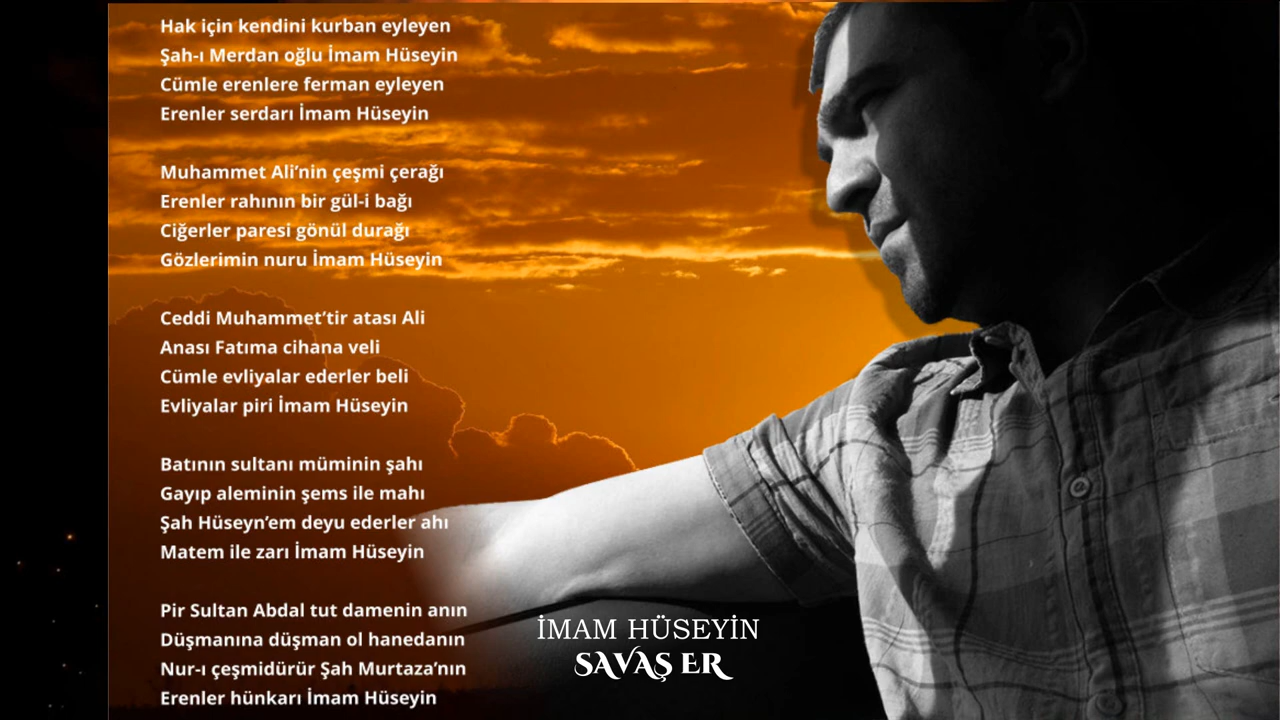 Hak için kendini kurban eyleyen
Şah-ı Merdan oğlu İmam Hüseyin
Cümle erenlere ferman eyleyen
Erenler serdarı İmam Hüseyin
Muhammet Ali’nin çeşmi çerağı
Erenler rahının bir gül-i bağı
Ciğerler paresi gönül durağı
Gözlerimin nuru İmam Hüseyin
Ceddi Muhammet’tir atası Ali
Anası Fatıma cihana veli
Cümle evliyalar ederler beli
Evliyalar piri İmam Hüseyin
Batının sultanı müminin şahı
Gayıp aleminin şems ile mahı
Şah Hüseyn’em deyu ederler ahı
Matem ile zarı İmam Hüseyin
Pir Sultan Abdal tut damenin anın
Düşmanına düşman ol hanedanın
Nur-ı çeşmidürür Şah Murtaza’nın
Erenler hünkarı İmam Hüseyin
İMAM HÜSEYİN
SAVAŞ ER